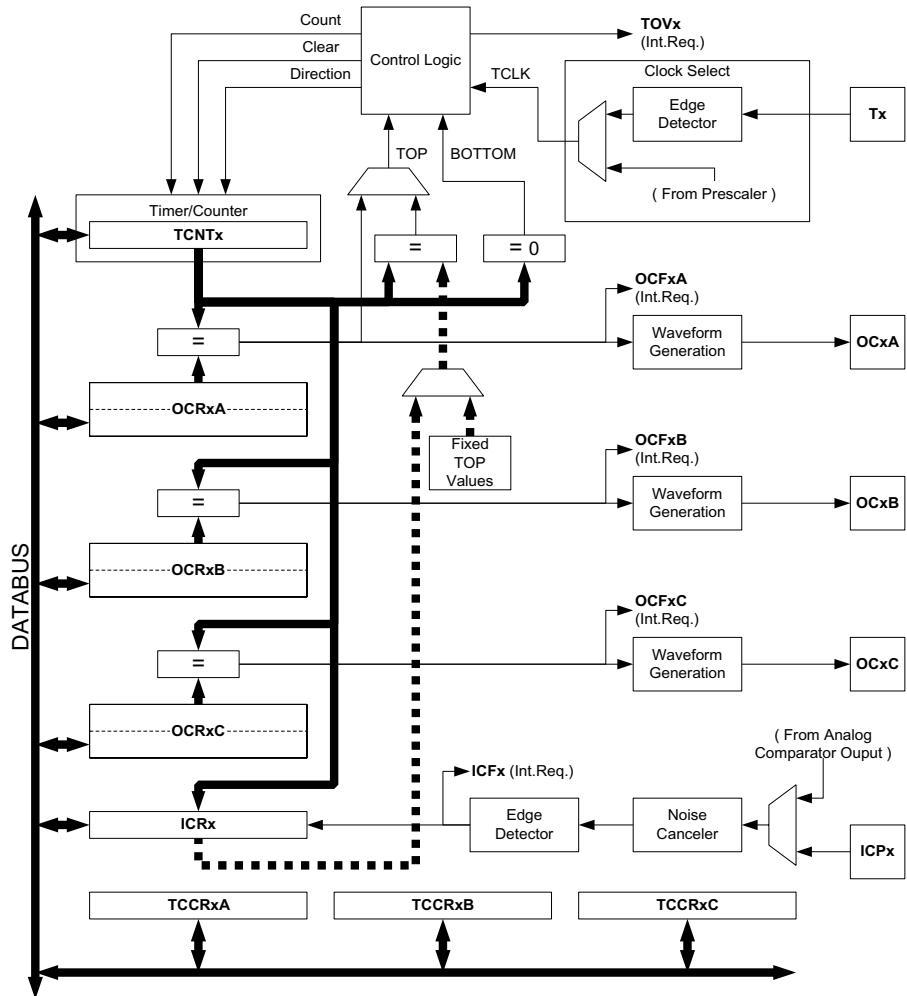 Count
Clear
Direction
Control Logic
TOVx
(Int.Req.)
TCLK
Clock Select
Edge
Detector
Tx
( From Prescaler )
TOP
BOTTOM
Timer/Counter
TCNTx
=
= 0
=
OCRxA
OCFxA
(Int.Req.)
Waveform
Generation
OCxA
Fixed
TOP
Values
=
OCRxB
OCFxB
(Int.Req.)
Waveform
Generation
OCxB
DATABUS
=
OCRxC
OCFxC
(Int.Req.)
Waveform
Generation
OCxC
( From Analog
Comparator Ouput )
ICFx (Int.Req.)
ICRx
Edge
Detector
Noise
Canceler
ICPx
TCCRxA
TCCRxB
TCCRxC